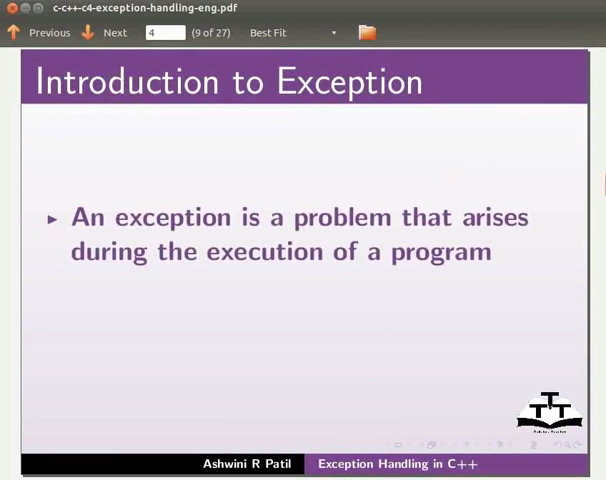 c-c++-c4-exception-handling-eng.pdf
Previous Next 4 (9 of 27) Best Fit
Introduction to Exception
An exception is a problem that arises
during the execution of a program
Ashwini R Patil Exception Handling in C++